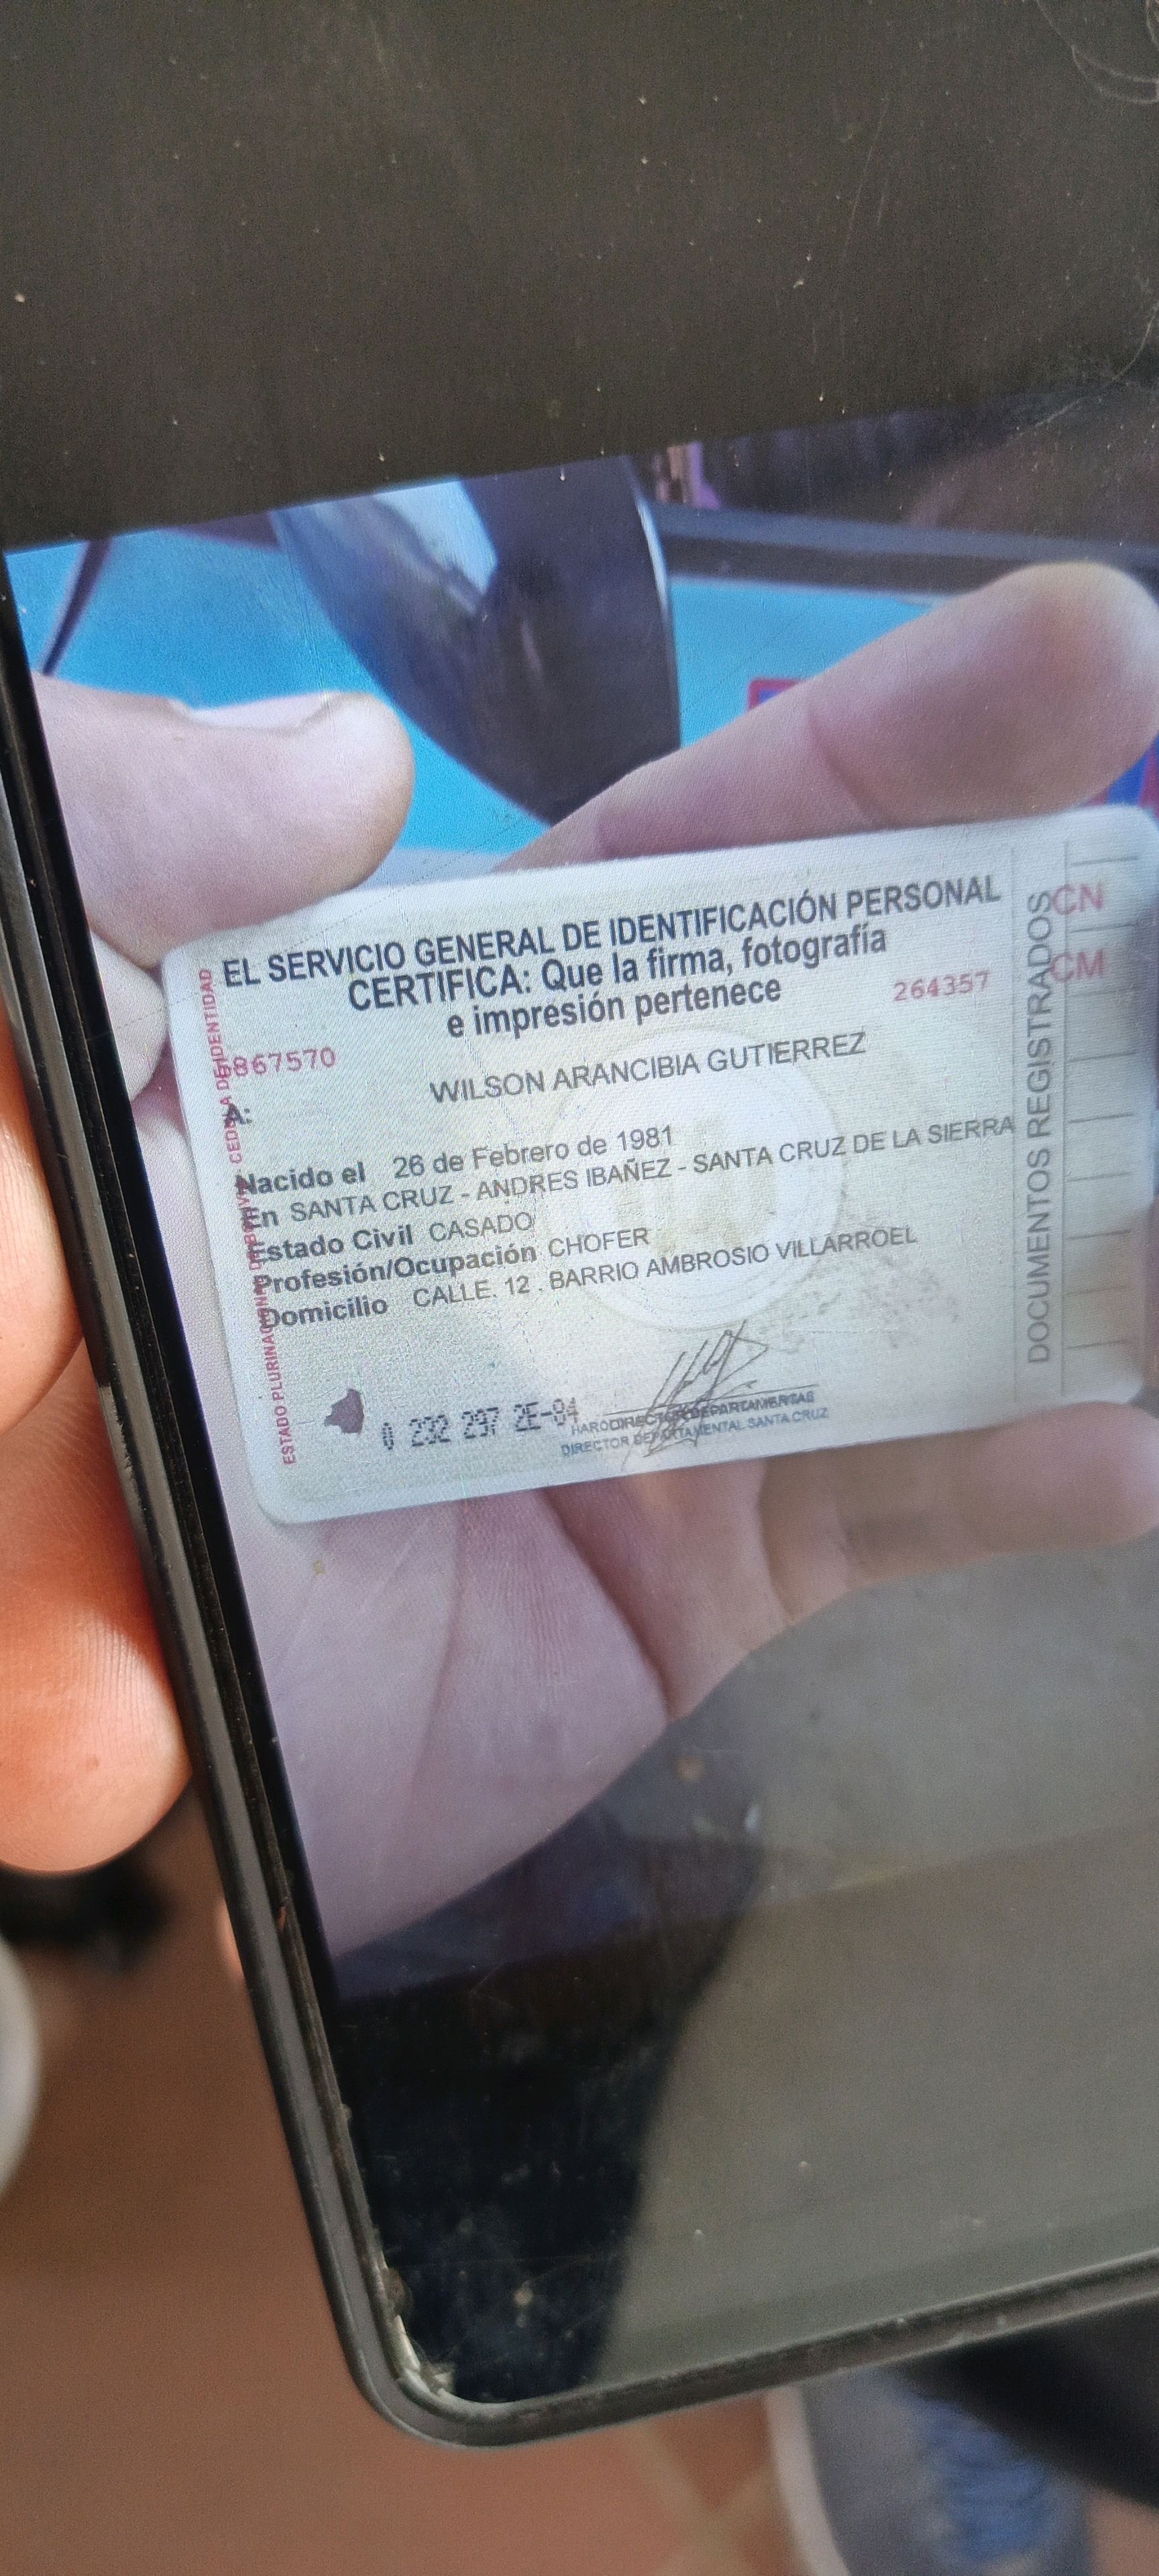 EL SERVICIO GENERAL DE IDENTIFICACIÓN PERSONAL
CERTIFICA: Que la firma, fotografía
e impresión pertenece
264357
867570
A:
WILSON ARANCIBIA GUTIERREZ
Nacido el 26 de Febrero de 1981
En SANTA CRUZ - ANDRES IBAÑEZ - SANTA CRUZ DE LA SIERRA
Estado Civil CASADO
Profesión/Ocupación CHOFER
Domicilio CALLE. 12 . BARRIO AMBROSIO VILLARROEL
0 292 297 2E-04
DIRECTOR DEPARTAMENTAL SANTA CRUZ
DOCUMENTOS REGISTRADOS
CN
CM
ESTADO PLURINACIONAL DE BOLIVIA CEDULA DE IDENTIDAD